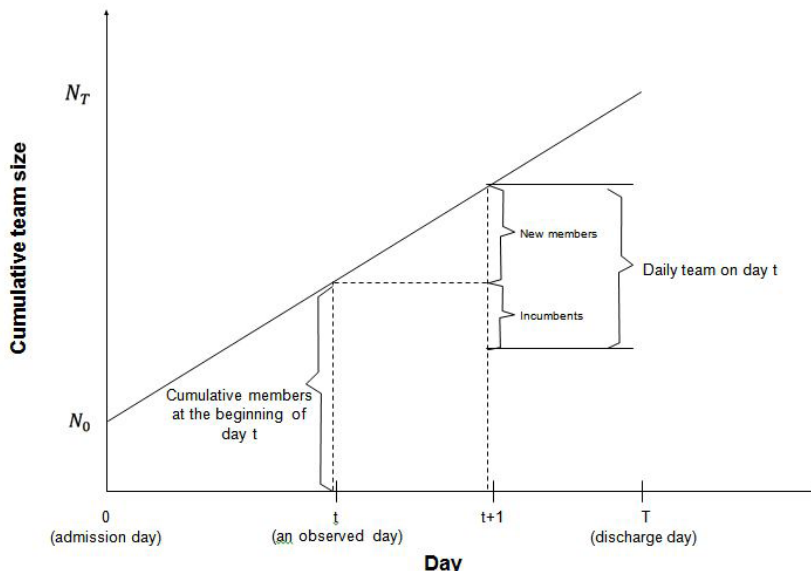 N_T
Cumulative team size
New members
Daily team on day t
Incumbents
Cumulative members
at the beginning of
day t
N_0
0
t
t+1
T
(admission day)
(an observed day)
(discharge day)
Day